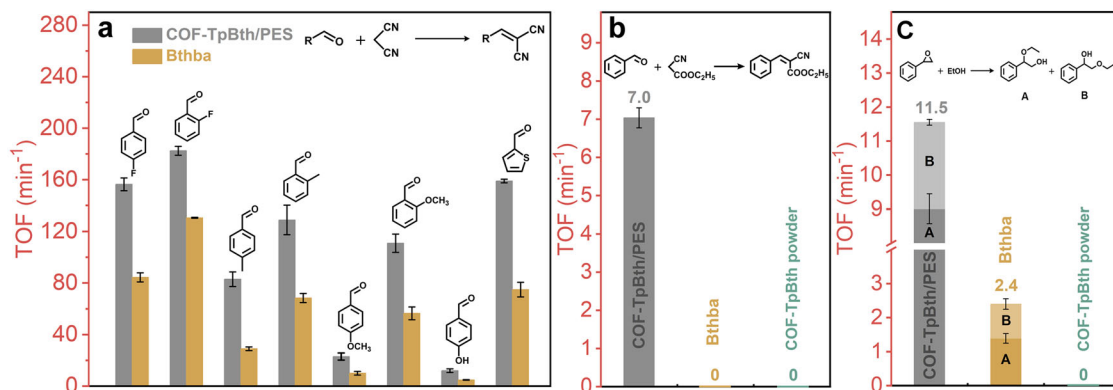 a
COF-TpBth/PES
Bthba
R
O
+
CN
CN
R
CN
CN
TOF (min⁻¹)
280
240
200
160
120
80
40
0
O
F
O
F
O
O
O
OCH₃
O
OCH₃
O
OH
O
S
b
O
+
CN
COOC₂H₅
CN
COOC₂H₅
TOF (min⁻¹)
8
7
6
5
4
3
2
1
0
7.0
COF-TpBth/PES
Bthba
0
COF-TpBth powder
0
C
O
+ EtOH
O
OH
A
+
OH
O
B
TOF (min⁻¹)
14
13
12
11
10
9
3
2
1
0
11.5
B
A
COF-TpBth/PES
Bthba
2.4
B
A
COF-TpBth powder
0